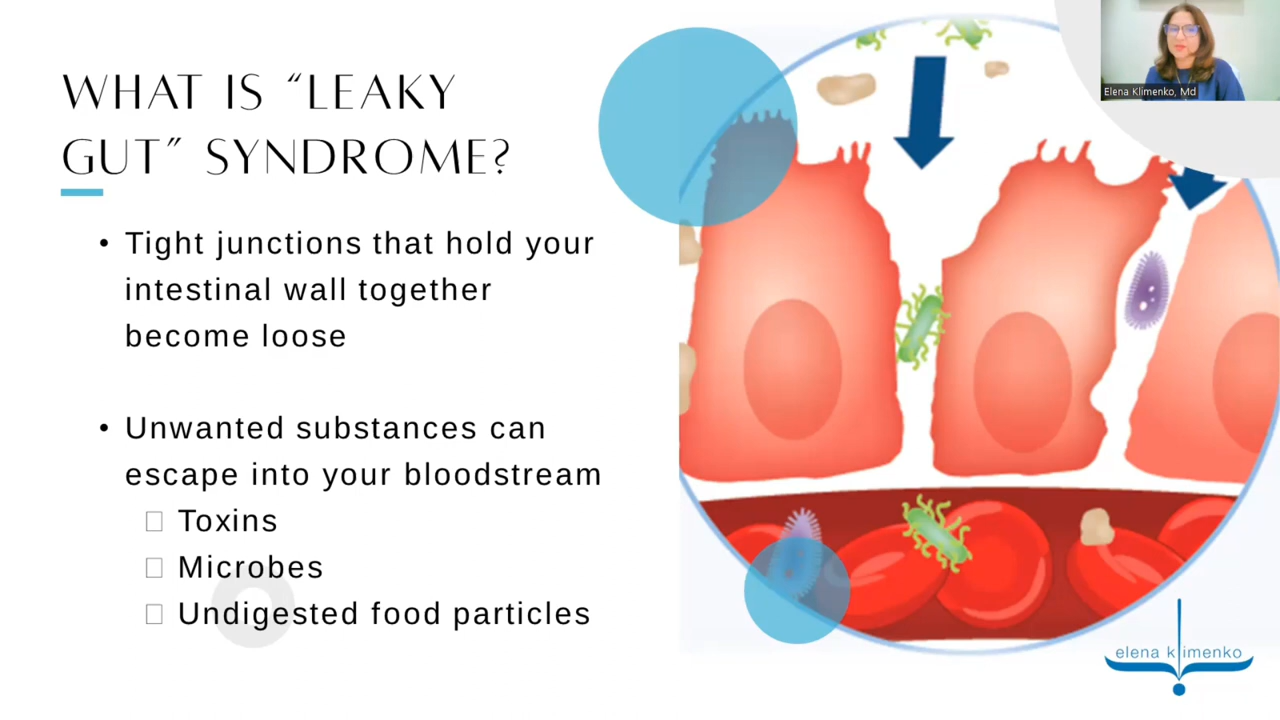 WHAT IS “LEAKY
GUT” SYNDROME?
• Tight junctions that hold your
intestinal wall together
become loose
• Unwanted substances can
escape into your bloodstream
□ Toxins
□ Microbes
□ Undigested food particles
Elena Klimenko, Md
elena klimenko